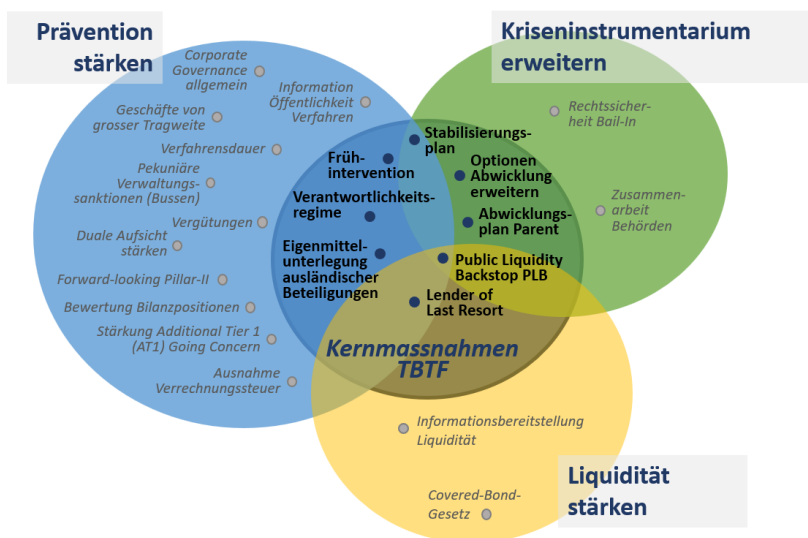 Prävention
stärken
Kriseninstrumentarium
erweitern
Corporate
Governance
allgemein
Information
Öffentlichkeit
Verfahren
Geschäfte von
grosser Tragweite
Verfahrensdauer
Pekuniäre
Verwaltungs-
sanktionen (Bussen)
Vergütungen
Duale Aufsicht
stärken
Forward-looking Pillar-II
Bewertung Bilanzpositionen
Stärkung Additional Tier 1
(AT1) Going Concern
Ausnahme
Verrechnungssteuer
Früh-
intervention
Verantwortlichkeits-
regime
Eigenmittel-
unterlegung
ausländischer
Beteiligungen
Stabilisierungs-
plan
Optionen
Abwicklung
erweitern
Abwicklungs-
plan Parent
Public Liquidity
Backstop PLB
Lender of
Last Resort
Kernmassnahmen
TBTF
Rechtssicher-
heit Bail-In
Zusammen-
arbeit
Behörden
Informationsbereitstellung
Liquidität
Covered-Bond-
Gesetz
Liquidität
stärken